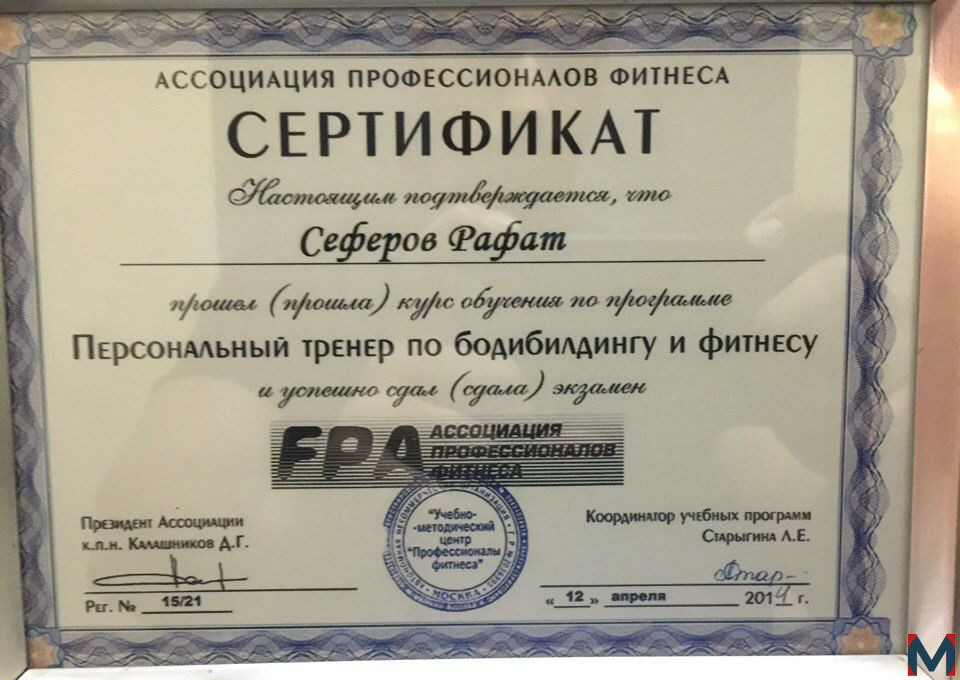 АССОЦИАЦИЯ ПРОФЕССИОНАЛОВ ФИТНЕСА
СЕРТИФИКАТ
Настоящим подтверждается, что
Сеферов Рафат
прошел (прошла) курс обучения по программе
Персональный тренер по бодибилдингу и фитнесу
и успешно сдал (сдала) экзамен
FPA АССОЦИАЦИЯ
ПРОФЕССИОНАЛОВ
ФИТНЕСА
Президент Ассоциации
к.п.н. Калашников Д.Г.
Рег. № 15/21
"Учебно-
-методический
центр
"Профессионалы
фитнеса"
МОСКВА
Координатор учебных программ
Старыгина Л.Е.
« 12 » апреля 2019 г.
M